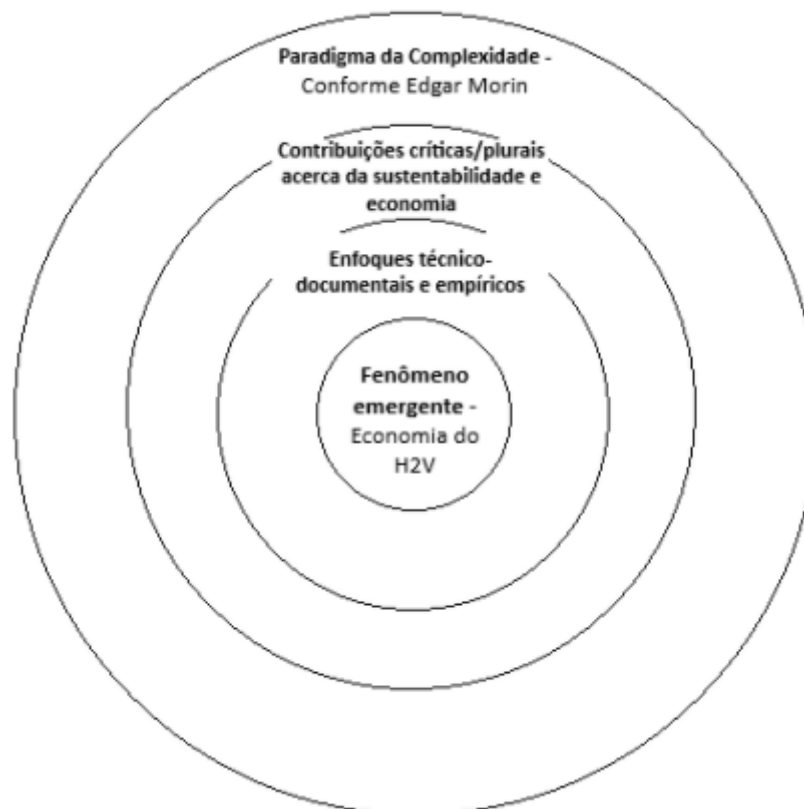 Paradigma da Complexidade -
Conforme Edgar Morin
Contribuições críticas/plurais
acerca da sustentabilidade e
economia
Enfoques técnico-
documentais e empíricos
Fenômeno
emergente -
Economia do
H2V